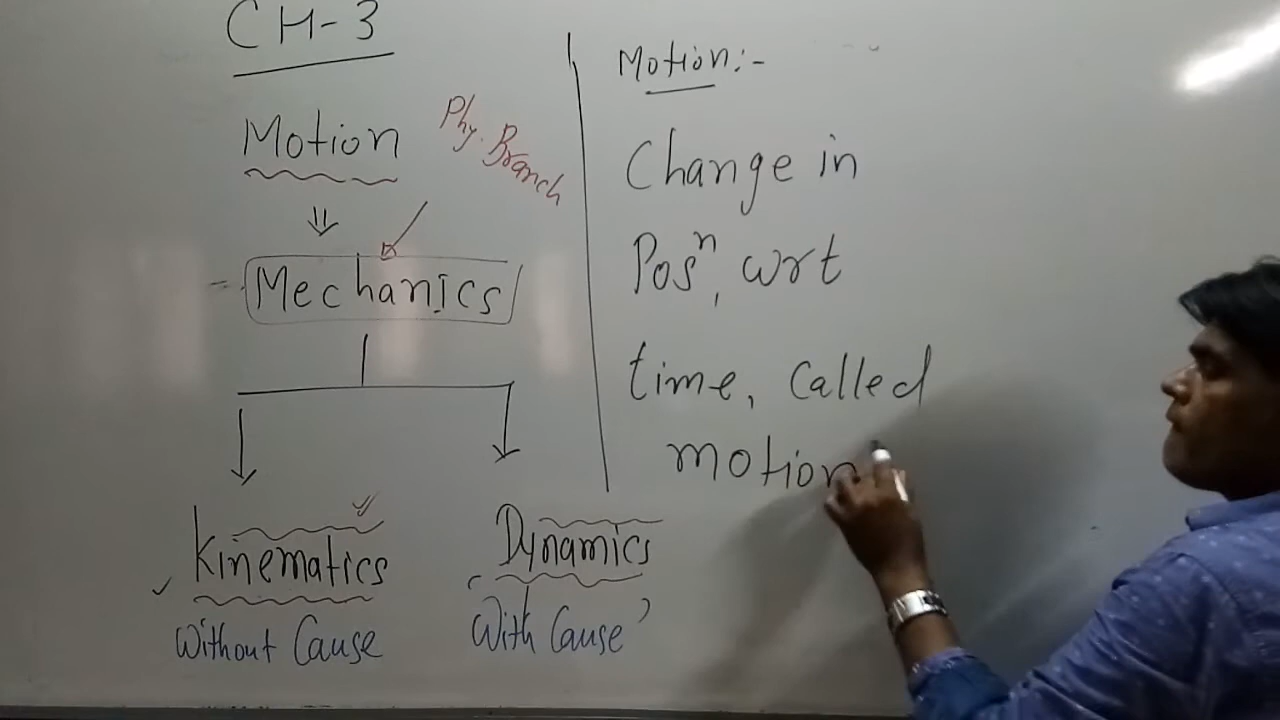 CH-3
Motion
Phy. Branch
Mechanics
Kinematics
Without Cause
Dynamics
With Cause
Motion:-
Change in
Posⁿ, wrt
time, Called
motion